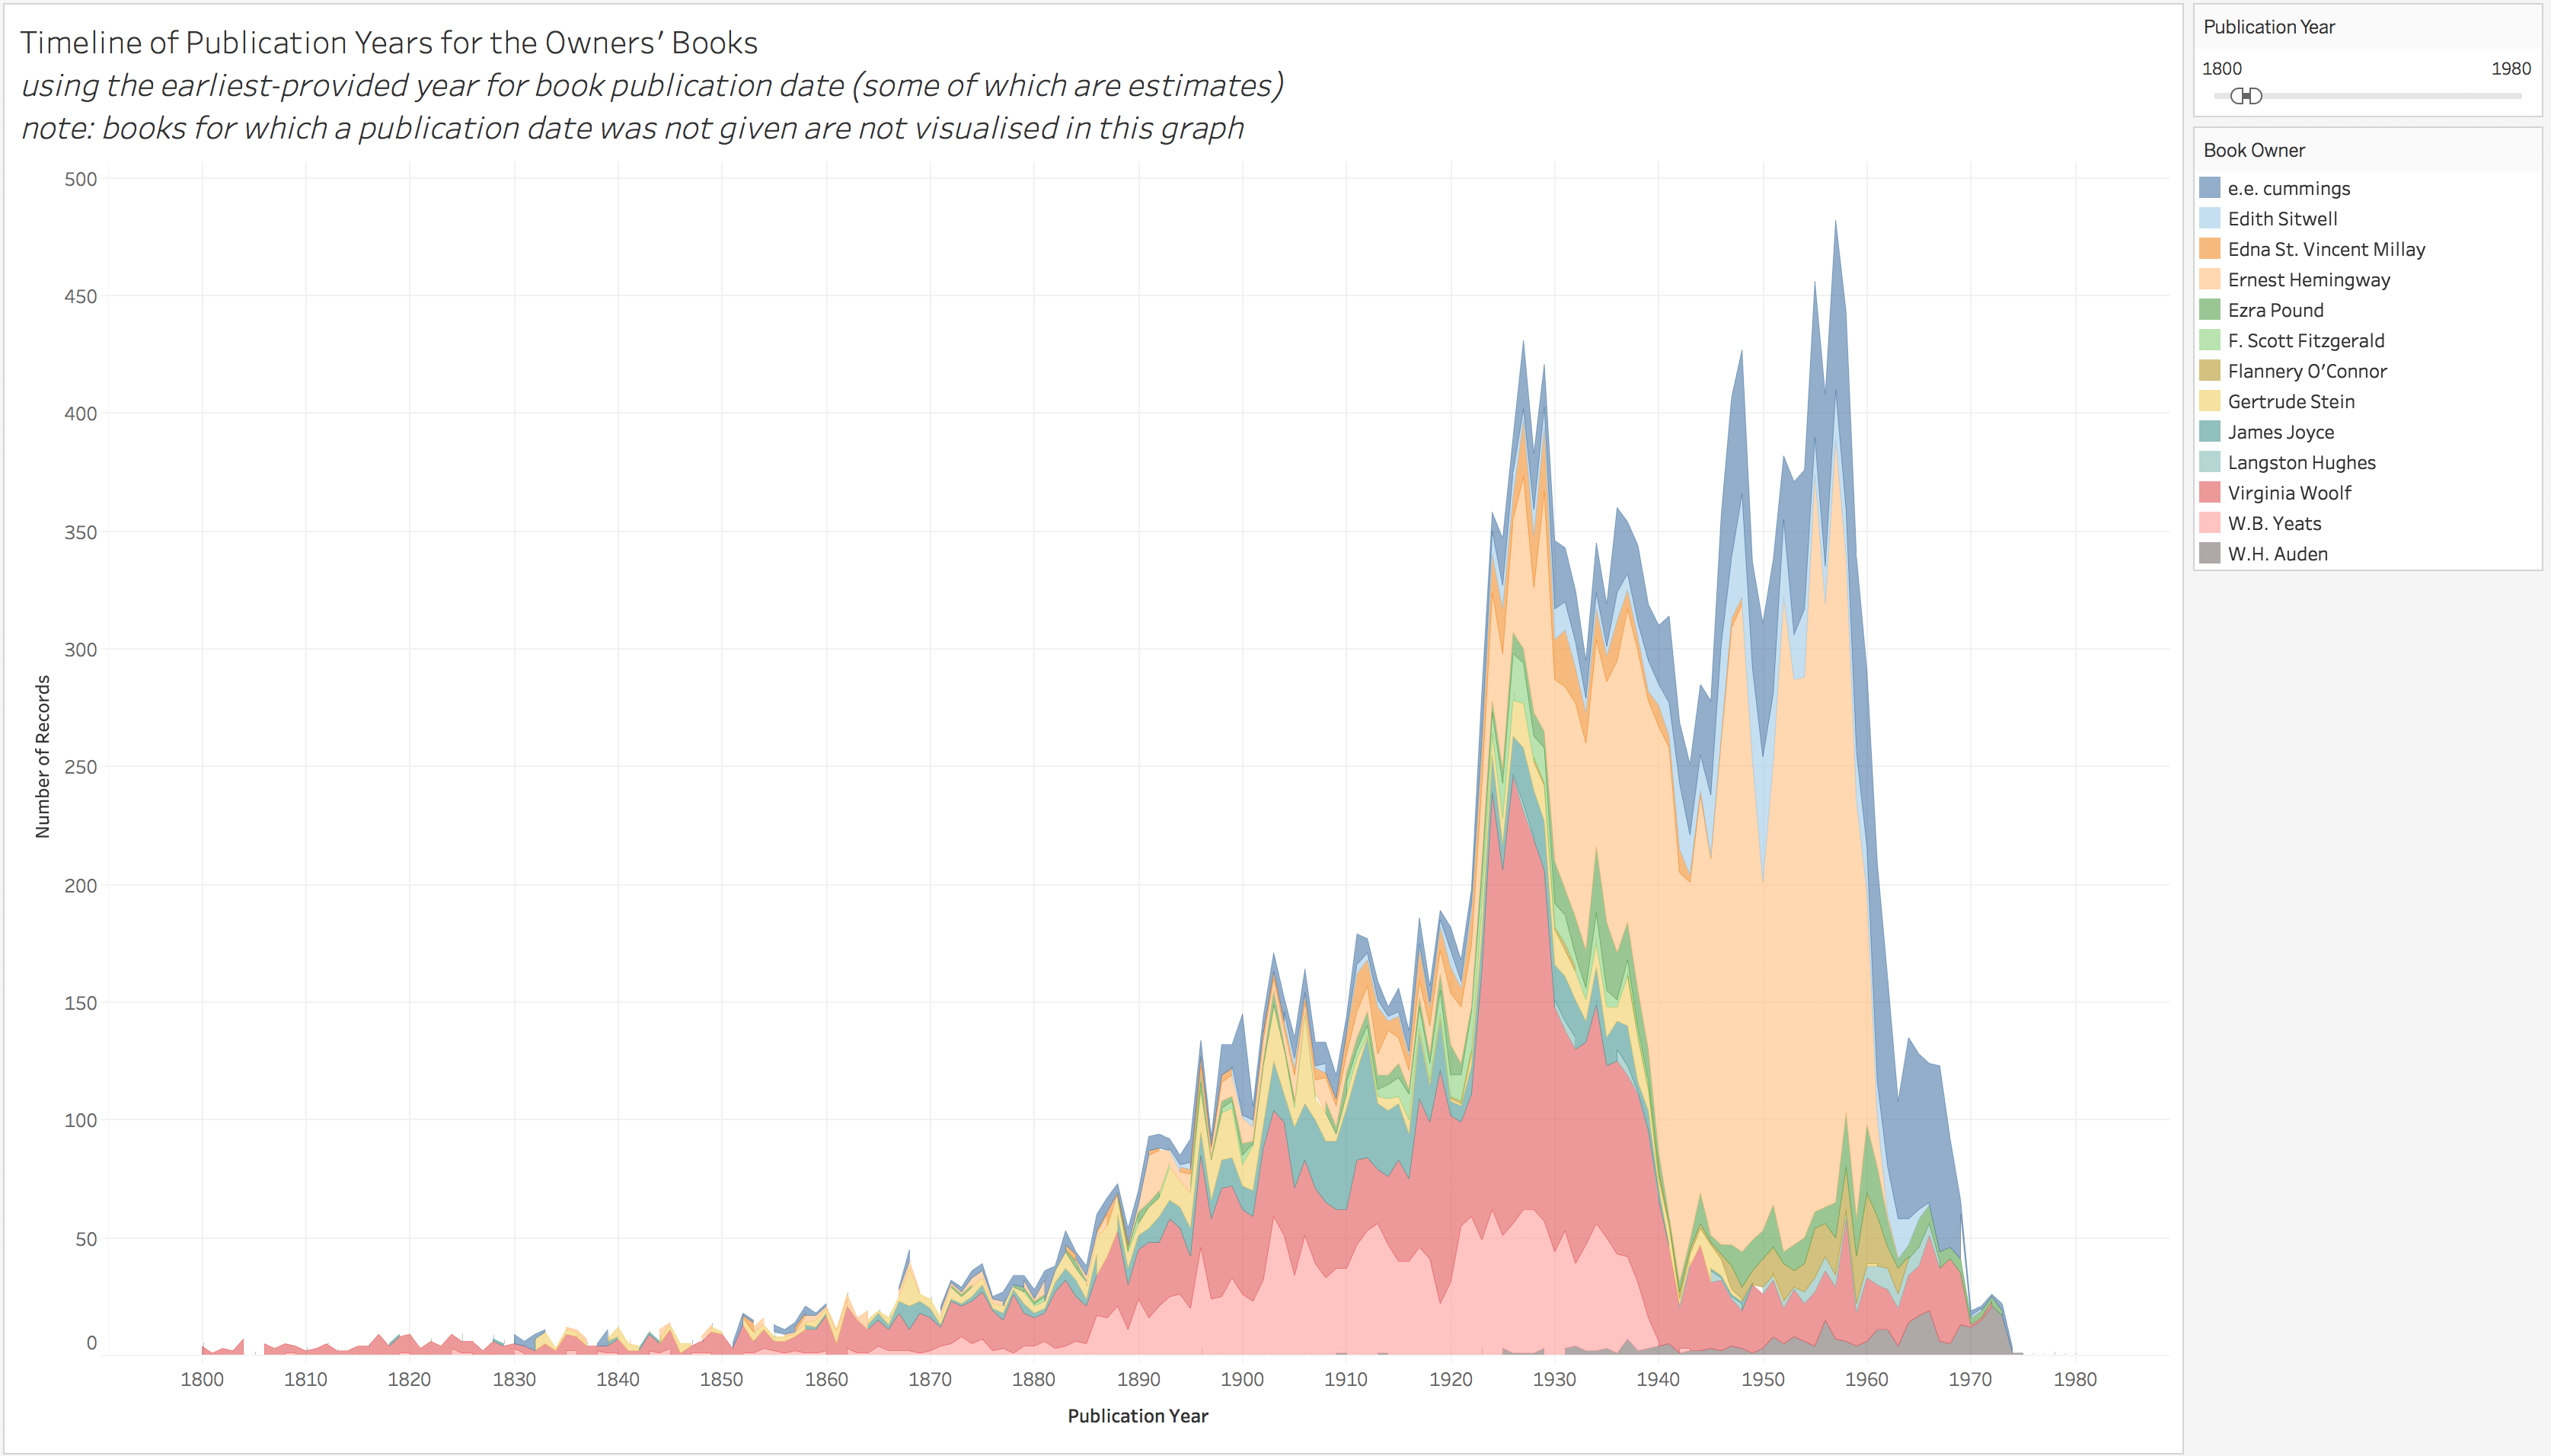 Timeline of Publication Years for the Owners' Books
using the earliest-provided year for book publication date (some of which are estimates)
note: books for which a publication date was not given are not visualised in this graph
500
450
400
350
300
250
200
150
100
50
0
Number of Records
1800 1810 1820 1830 1840 1850 1860 1870 1880 1890 1900 1910 1920 1930 1940 1950 1960 1970 1980
Publication Year
Publication Year
1800 1980
Book Owner
e.e. cummings
Edith Sitwell
Edna St. Vincent Millay
Ernest Hemingway
Ezra Pound
F. Scott Fitzgerald
Flannery O'Connor
Gertrude Stein
James Joyce
Langston Hughes
Virginia Woolf
W.B. Yeats
W.H. Auden